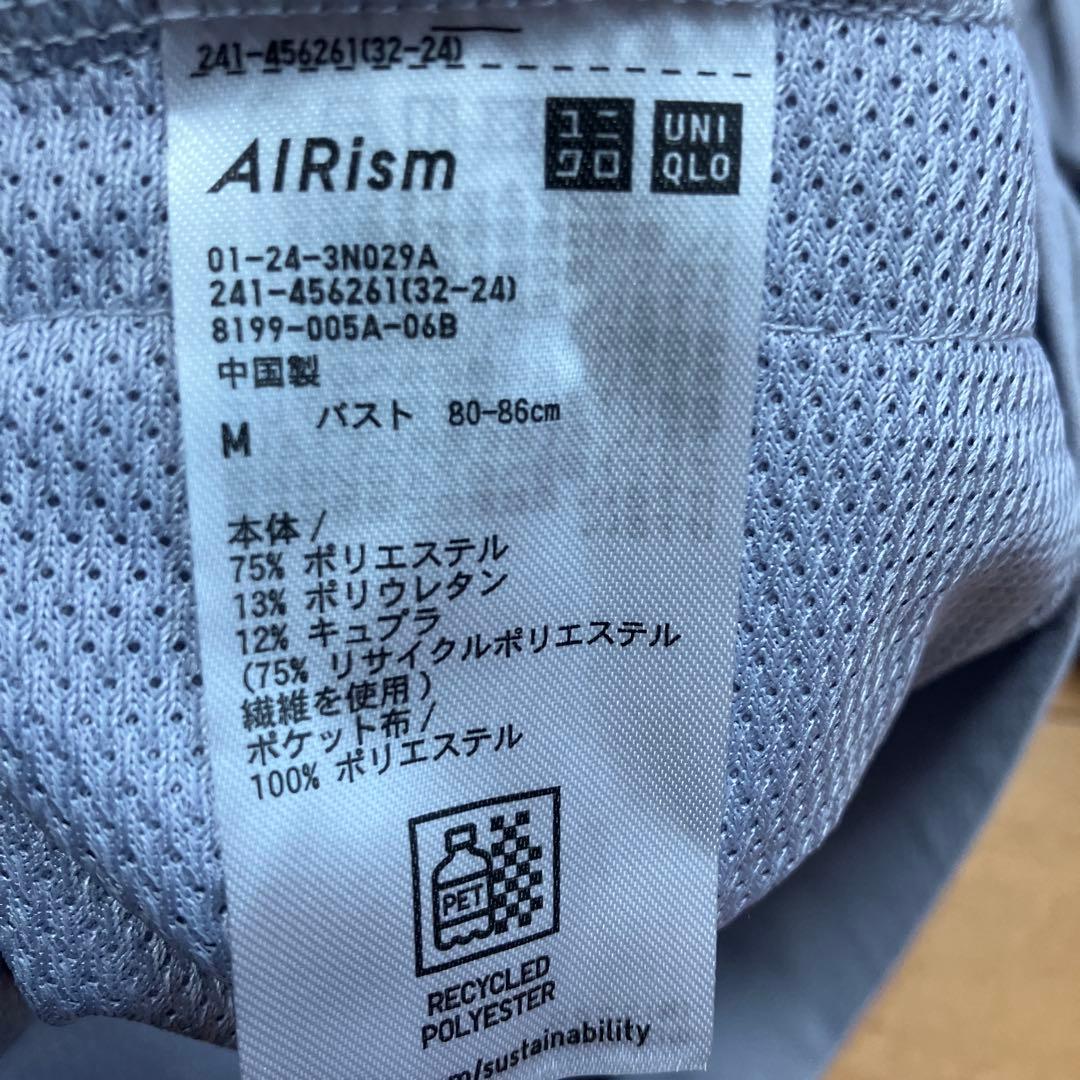 241-456261(32-24)
AIRism
ユニクロ
UNI
QLO
01-24-3N029A
241-456261(32-24)
8199-005A-06B
中国製
M バスト 80-86cm
本体/
75% ポリエステル
13% ポリウレタン
12% キュプラ
(75% リサイクルポリエステル
繊維を使用)
ポケット布/
100% ポリエステル
PET
RECYCLED
POLYESTER
m/sustainability